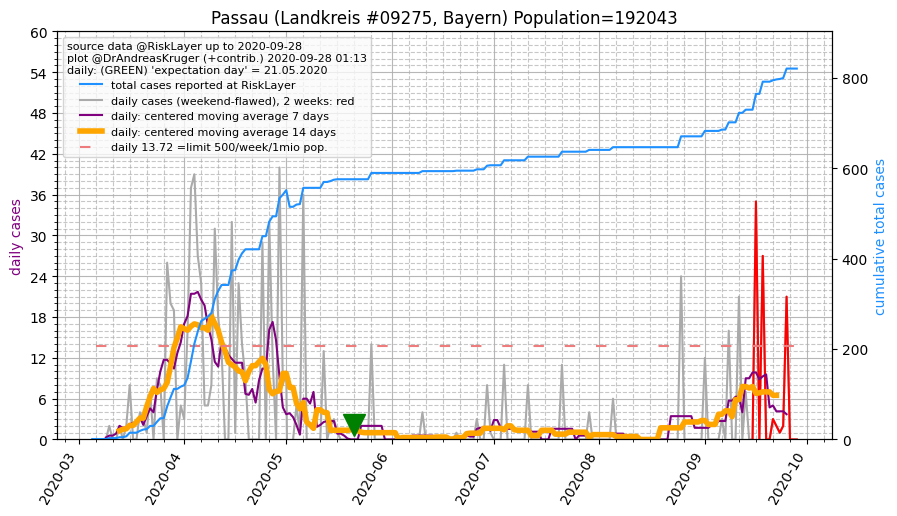 Passau (Landkreis #09275, Bayern) Population=192043
source data @RiskLayer up to 2020-09-28
plot @DrAndreasKruger (+contrib.) 2020-09-28 01:13
daily: (GREEN) 'expectation day' = 21.05.2020
total cases reported at RiskLayer
daily cases (weekend-flawed), 2 weeks: red
daily: centered moving average 7 days
daily: centered moving average 14 days
daily 13.72 =limit 500/week/1mio pop.
daily cases
60
54
48
42
36
30
24
18
12
6
0
cumulative total cases
800
600
400
200
0
2020-03
2020-04
2020-05
2020-06
2020-07
2020-08
2020-09
2020-10